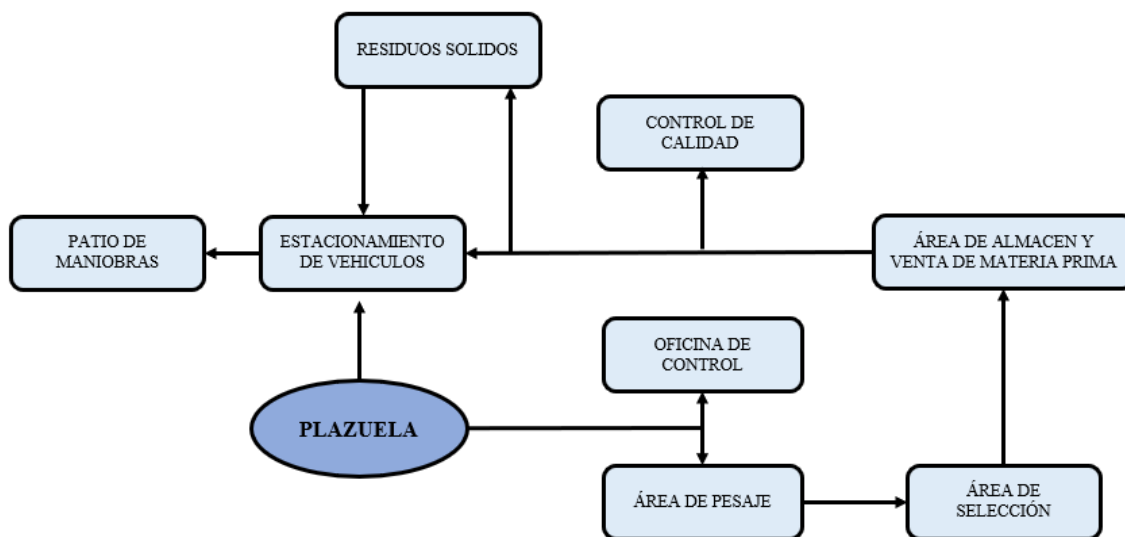 RESIDUOS SOLIDOS
CONTROL DE
CALIDAD
PATIO DE
MANIOBRAS
ESTACIONAMIENTO
DE VEHICULOS
ÁREA DE ALMACEN Y
VENTA DE MATERIA PRIMA
OFICINA DE
CONTROL
PLAZUELA
ÁREA DE PESAJE
ÁREA DE
SELECCIÓN